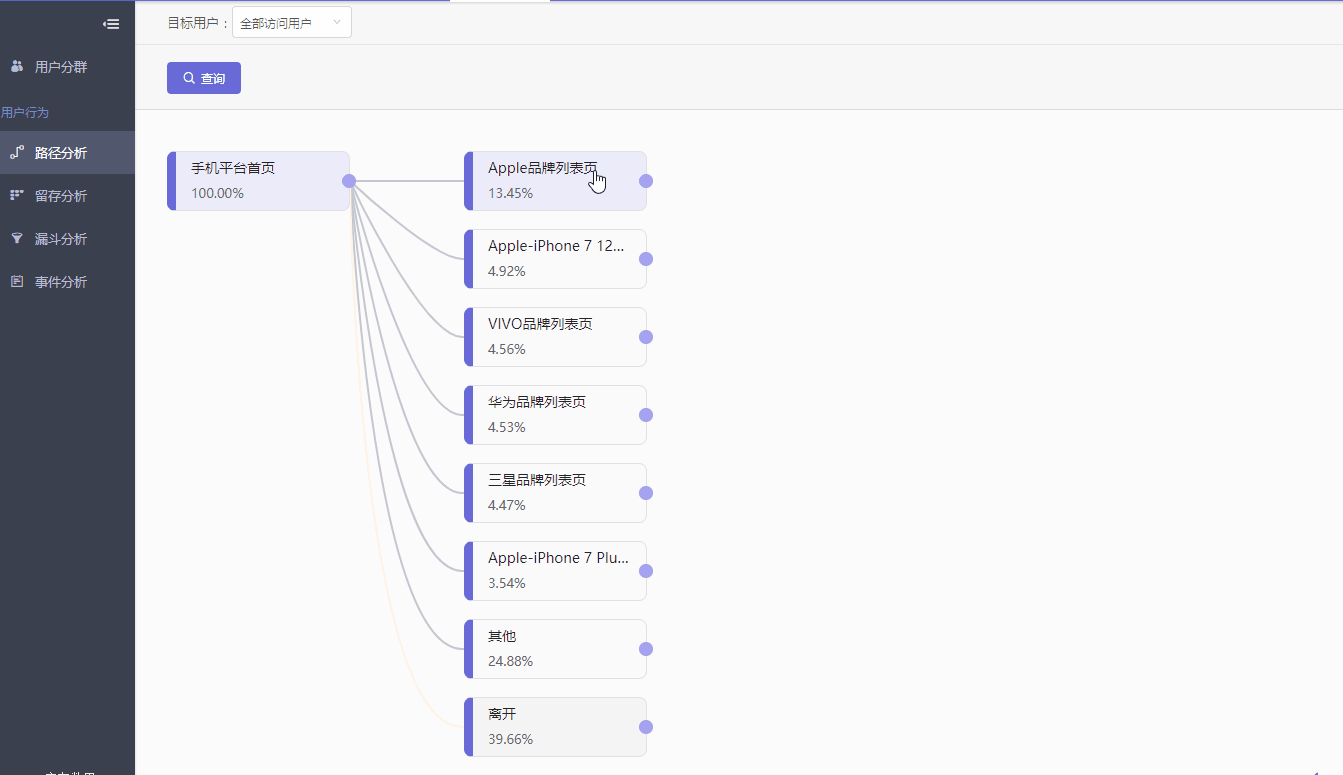 目标用户：
全部访问用户
查询
用户分群
用户行为
路径分析
留存分析
漏斗分析
事件分析
手机平台首页
100.00%
Apple品牌列表页
13.45%
Apple-iPhone 7 12...
4.92%
VIVO品牌列表页
4.56%
华为品牌列表页
4.53%
三星品牌列表页
4.47%
Apple-iPhone 7 Plu...
3.54%
其他
24.88%
离开
39.66%